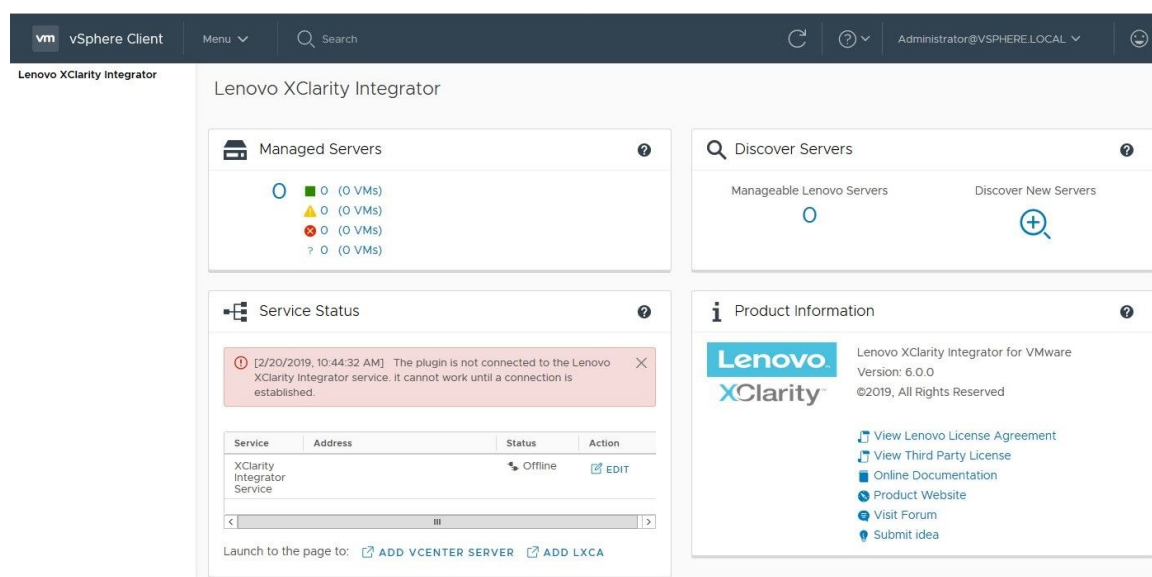 vm vSphere Client Menu Search Administrator@VSPHERE.LOCAL
Lenovo XClarity Integrator
Lenovo XClarity Integrator
Managed Servers
0
0 (0 VMs)
0 (0 VMs)
0 (0 VMs)
? 0 (0 VMs)
Discover Servers
Manageable Lenovo Servers
0
Discover New Servers
Service Status
[2/20/2019, 10:44:32 AM] The plugin is not connected to the Lenovo
XClarity Integrator service. it cannot work until a connection is
established.
Service Address Status Action
XClarity
Integrator
Service
Offline EDIT
Launch to the page to: ADD VCENTER SERVER ADD LXCA
Product Information
Lenovo
XClarity
Lenovo XClarity Integrator for VMware
Version: 6.0.0
©2019, All Rights Reserved
View Lenovo License Agreement
View Third Party License
Online Documentation
Product Website
Visit Forum
Submit idea